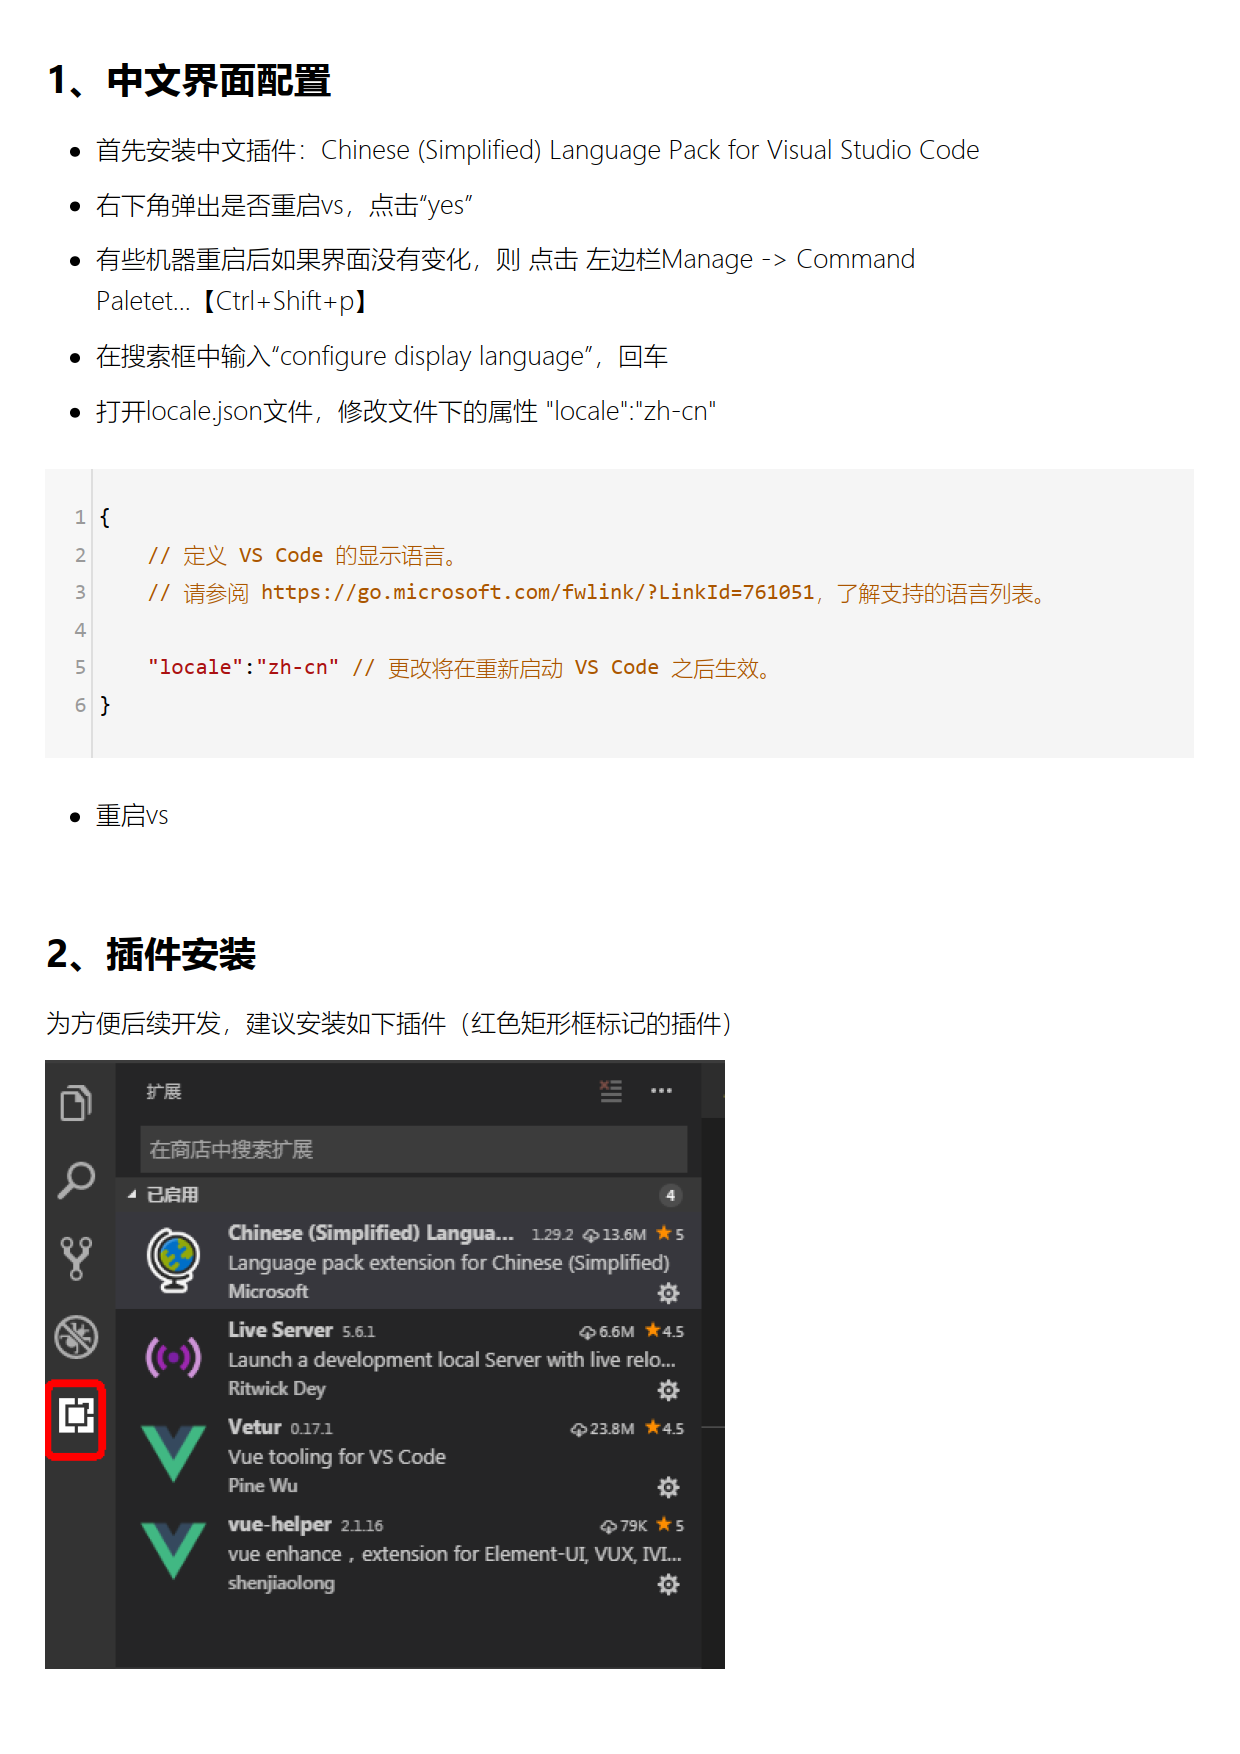 1、中文界面配置
首先安装中文插件：Chinese (Simplified) Language Pack for Visual Studio Code
右下角弹出是否重启vs，点击“yes”
有些机器重启后如果界面没有变化，则 点击 左边栏Manage -> Command
Paletet...【Ctrl+Shift+p】
在搜索框中输入“configure display language”，回车
打开locale.json文件，修改文件下的属性 "locale":"zh-cn"
1 {
2 // 定义 VS Code 的显示语言。
3 // 请参阅 https://go.microsoft.com/fwlink/?LinkId=761051，了解支持的语言列表。
4
5 "locale":"zh-cn" // 更改将在重新启动 VS Code 之后生效。
6 }
重启vs
2、插件安装
为方便后续开发，建议安装如下插件（红色矩形框标记的插件）
扩展
在商店中搜索扩展
已启用 4
Chinese (Simplified) Langua... 1.29.2 13.6M 5
Language pack extension for Chinese (Simplified)
Microsoft
Live Server 5.6.1 6.6M 4.5
Launch a development local Server with live relo...
Ritwick Dey
Vetur 0.17.1 23.8M 4.5
Vue tooling for VS Code
Pine Wu
vue-helper 2.1.16 79K 5
vue enhance，extension for Element-UI, VUX, IVI...
shenjiaolong